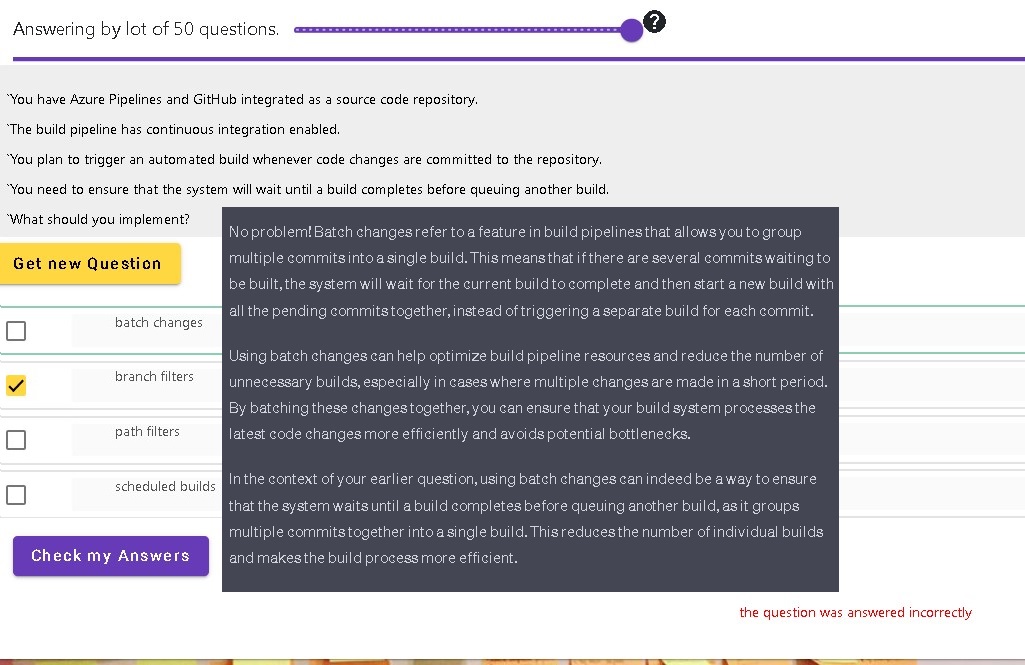 Answering by lot of 50 questions.
?
`You have Azure Pipelines and GitHub integrated as a source code repository.
`The build pipeline has continuous integration enabled.
`You plan to trigger an automated build whenever code changes are committed to the repository.
`You need to ensure that the system will wait until a build completes before queuing another build.
`What should you implement?
Get new Question
batch changes
branch filters
path filters
scheduled builds
Check my Answers
No problem! Batch changes refer to a feature in build pipelines that allows you to group
multiple commits into a single build. This means that if there are several commits waiting to
be built, the system will wait for the current build to complete and then start a new build with
all the pending commits together, instead of triggering a separate build for each commit.
Using batch changes can help optimize build pipeline resources and reduce the number of
unnecessary builds, especially in cases where multiple changes are made in a short period.
By batching these changes together, you can ensure that your build system processes the
latest code changes more efficiently and avoids potential bottlenecks.
In the context of your earlier question, using batch changes can indeed be a way to ensure
that the system waits until a build completes before queuing another build, as it groups
multiple commits together into a single build. This reduces the number of individual builds
and makes the build process more efficient.
the question was answered incorrectly